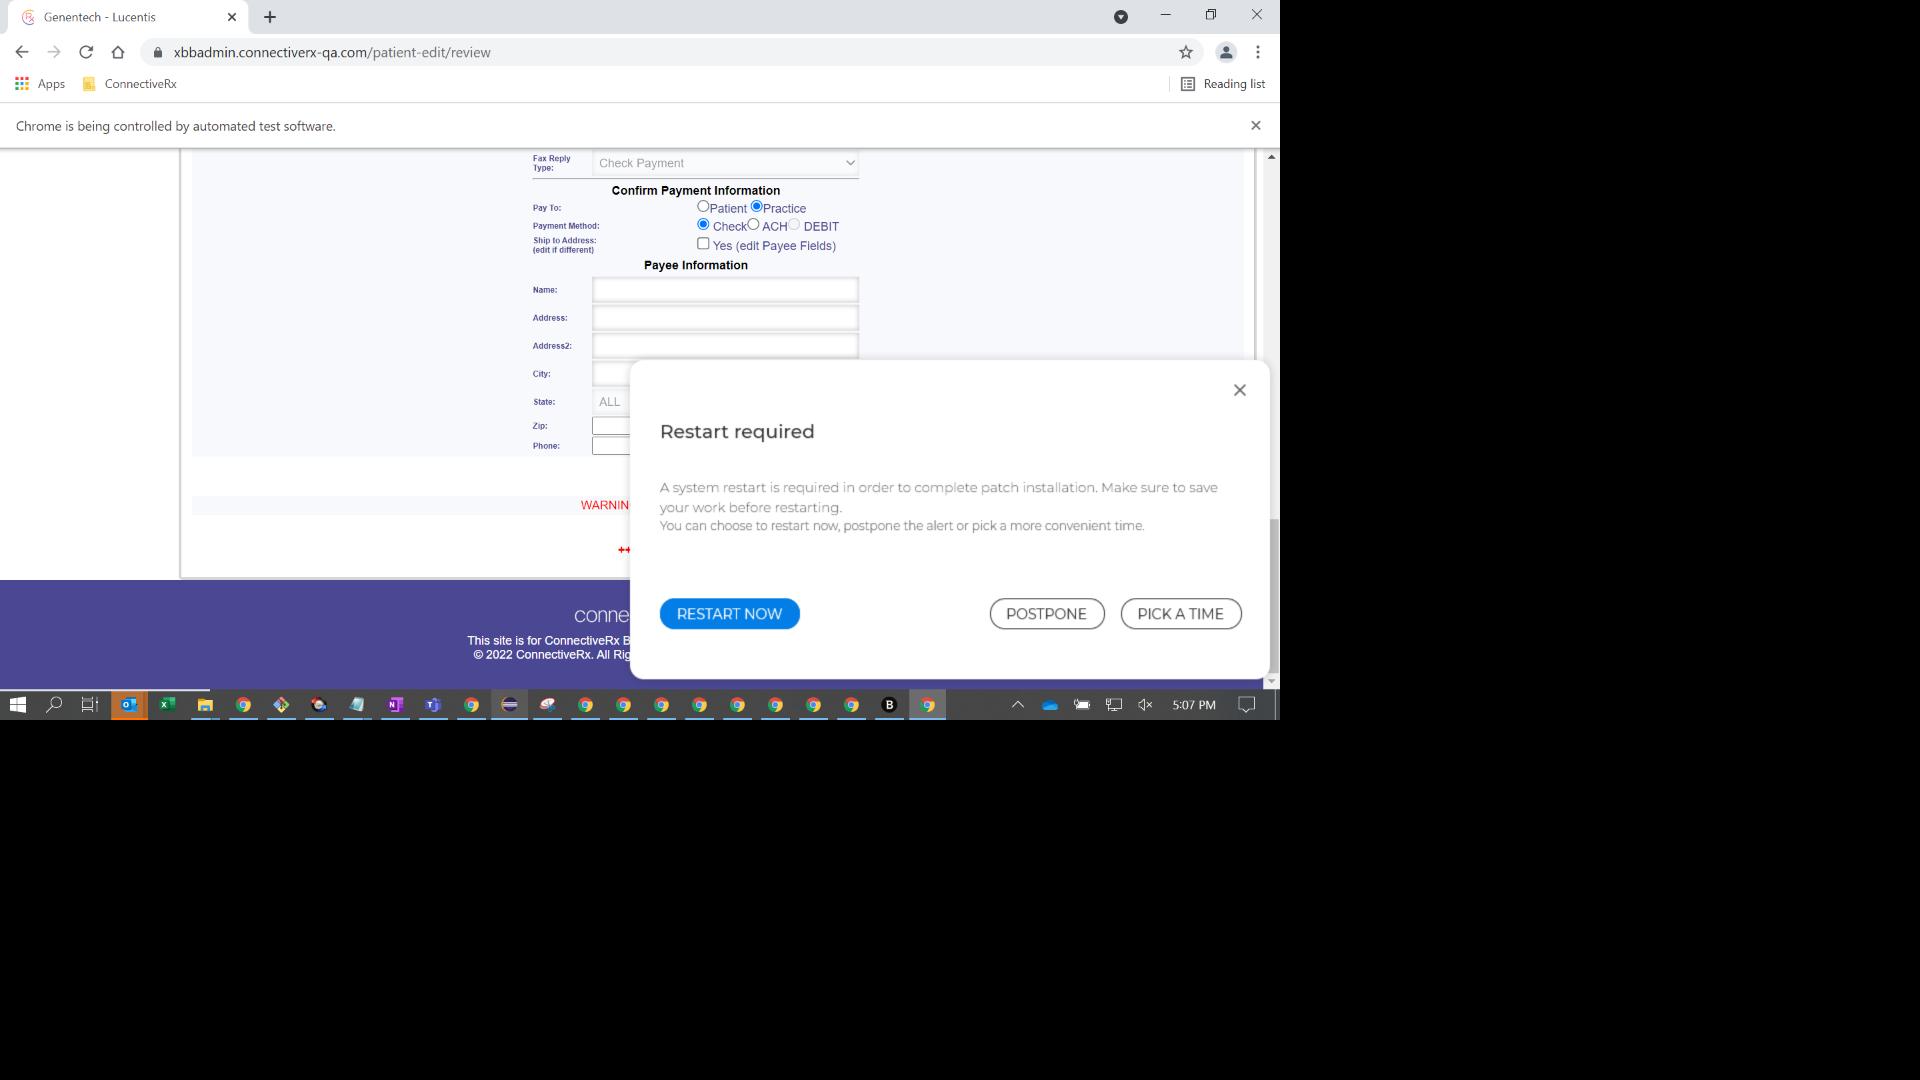 Genentech - Lucentis
xbbadmin.connectiverx-qa.com/patient-edit/review
Apps ConnectiveRx Reading list
Chrome is being controlled by automated test software.
Fax Reply Type: Check Payment
Confirm Payment Information
Pay To: Patient Practice
Payment Method: Check ACH DEBIT
Ship to Address: (edit if different) Yes (edit Payee Fields)
Payee Information
Name:
Address:
Address2:
City:
State: ALL
Zip:
Phone:
Restart required
A system restart is required in order to complete patch installation. Make sure to save
your work before restarting.
You can choose to restart now, postpone the alert or pick a more convenient time.
RESTART NOW POSTPONE PICK A TIME
WARNIN
++
conne
This site is for ConnectiveRx B
© 2022 ConnectiveRx. All Rig
5:07 PM